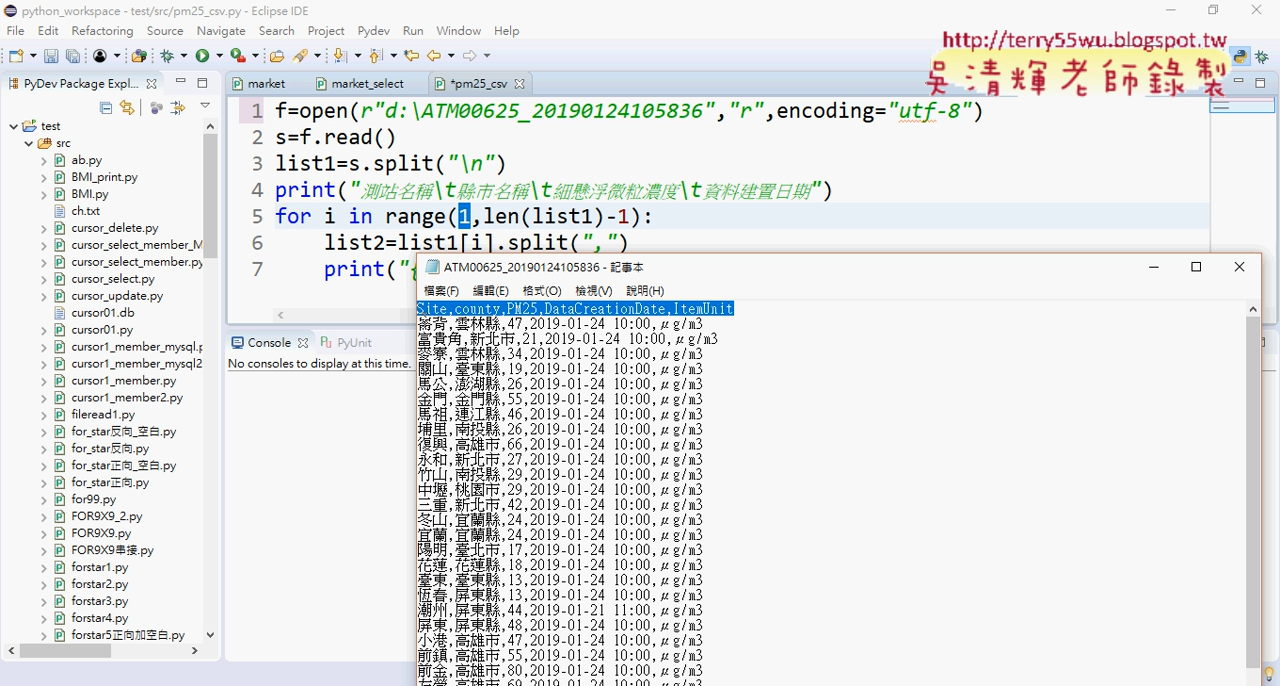 python_workspace - test/src/pm25_csv.py - Eclipse IDE
File Edit Refactoring Source Navigate Search Project Pydev Run Window Help
http://terry55wu.blogspot.tw
吳清輝老師錄製
PyDev Package Expl...
market
market_select
*pm25_csv
test
src
ab.py
BMI_print.py
BMI.py
ch.txt
cursor_delete.py
cursor_select_member_M
cursor_select_member.py
cursor_select.py
cursor_update.py
cursor01.db
cursor01.py
cursor1_member_mysql.p
cursor1_member_mysql2
cursor1_member.py
cursor1_member2.py
fileread1.py
for_star反向_空白.py
for_star反向.py
for_star正向_空白.py
for_star正向.py
for99.py
FOR9X9_2.py
FOR9X9.py
FOR9X9串接.py
forstar1.py
forstar2.py
forstar3.py
forstar4.py
forstar5正向加空白.py
1 f=open(r"d:\ATM00625_20190124105836","r",encoding="utf-8")
2 s=f.read()
3 list1=s.split("\n")
4 print("測站名稱\t縣市名稱\t細懸浮微粒濃度\t資料建置日期")
5 for i in range(1,len(list1)-1):
6 list2=list1[i].split(",")
7 print("{
Console
PyUnit
No consoles to display at this time.
ATM00625_20190124105836 - 記事本
檔案(F) 編輯(E) 格式(O) 檢視(V) 說明(H)
Site,county,PM25,DataCreationDate,ItemUnit
崙背,雲林縣,47,2019-01-24 10:00,μg/m3
富貴角,新北市,21,2019-01-24 10:00,μg/m3
麥寮,雲林縣,34,2019-01-24 10:00,μg/m3
關山,臺東縣,19,2019-01-24 10:00,μg/m3
馬公,澎湖縣,26,2019-01-24 10:00,μg/m3
金門,金門縣,55,2019-01-24 10:00,μg/m3
馬祖,連江縣,46,2019-01-24 10:00,μg/m3
埔里,南投縣,26,2019-01-24 10:00,μg/m3
復興,高雄市,66,2019-01-24 10:00,μg/m3
永和,新北市,27,2019-01-24 10:00,μg/m3
竹山,南投縣,29,2019-01-24 10:00,μg/m3
中壢,桃園市,29,2019-01-24 10:00,μg/m3
三重,新北市,42,2019-01-24 10:00,μg/m3
冬山,宜蘭縣,24,2019-01-24 10:00,μg/m3
宜蘭,宜蘭縣,24,2019-01-24 10:00,μg/m3
陽明,臺北市,17,2019-01-24 10:00,μg/m3
花蓮,花蓮縣,18,2019-01-24 10:00,μg/m3
臺東,臺東縣,13,2019-01-24 10:00,μg/m3
恆春,屏東縣,13,2019-01-24 10:00,μg/m3
潮州,屏東縣,44,2019-01-21 11:00,μg/m3
屏東,屏東縣,48,2019-01-24 10:00,μg/m3
小港,高雄市,47,2019-01-24 10:00,μg/m3
前鎮,高雄市,55,2019-01-24 10:00,μg/m3
前金,高雄市,80,2019-01-24 10:00,μg/m3
左營,高雄市,69,2019-01-24 10:00,μg/m3